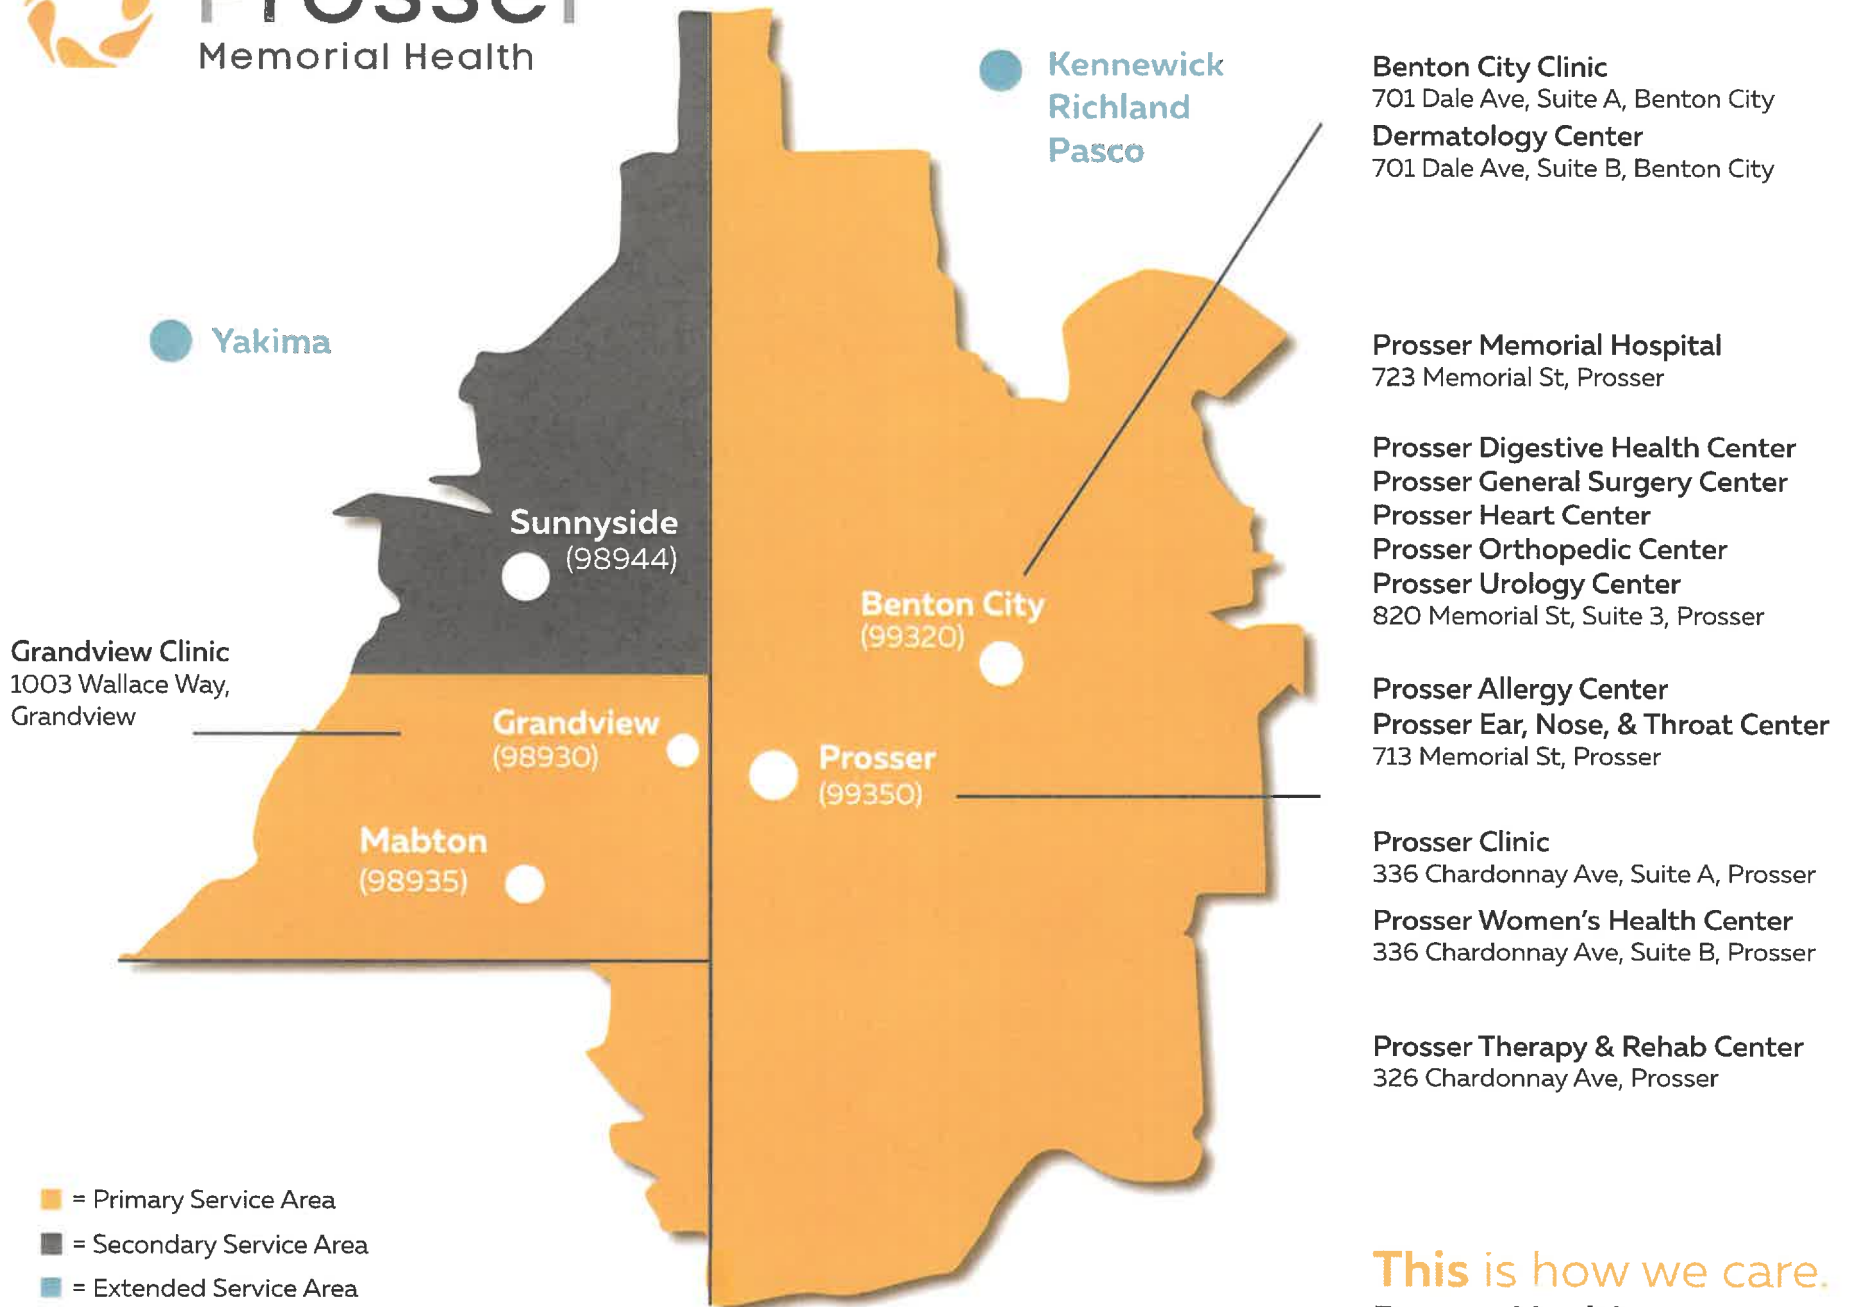 Prosser
Memorial Health
Kennewick
Richland
Pasco
Yakima
Sunnyside
(98944)
Benton City
(99320)
Grandview Clinic
1003 Wallace Way,
Grandview
Grandview
(98930)
Prosser
(99350)
Mabton
(98935)
= Primary Service Area
= Secondary Service Area
= Extended Service Area
Benton City Clinic
701 Dale Ave, Suite A, Benton City
Dermatology Center
701 Dale Ave, Suite B, Benton City
Prosser Memorial Hospital
723 Memorial St, Prosser
Prosser Digestive Health Center
Prosser General Surgery Center
Prosser Heart Center
Prosser Orthopedic Center
Prosser Urology Center
820 Memorial St, Suite 3, Prosser
Prosser Allergy Center
Prosser Ear, Nose, & Throat Center
713 Memorial St, Prosser
Prosser Clinic
336 Chardonnay Ave, Suite A, Prosser
Prosser Women's Health Center
336 Chardonnay Ave, Suite B, Prosser
Prosser Therapy & Rehab Center
326 Chardonnay Ave, Prosser
This is how we care.